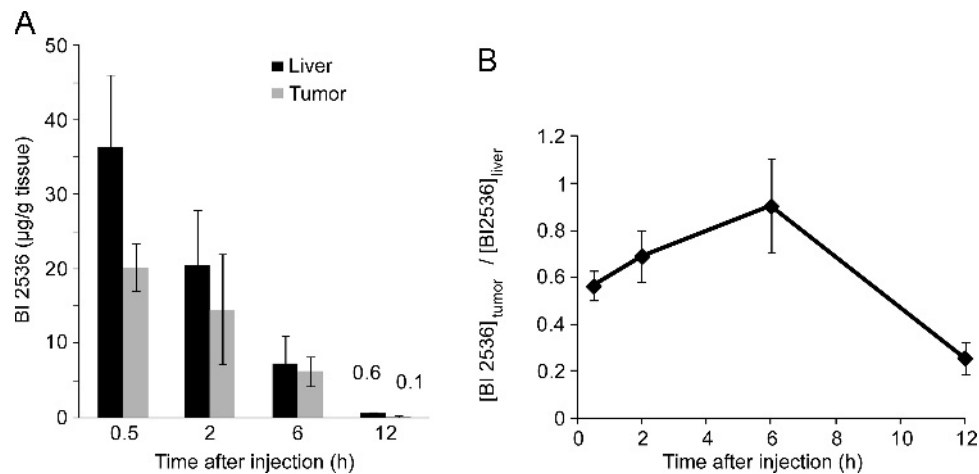 A
BI 2536 (μg/g tissue)
50
40
30
20
10
0
Liver
Tumor
0.6
0.1
0.5 2 6 12
Time after injection (h)
B
[BI 2536]tumor / [BI2536]liver
1.2
1
0.8
0.6
0.4
0.2
0
0 2 4 6 8 10 12
Time after injection (h)